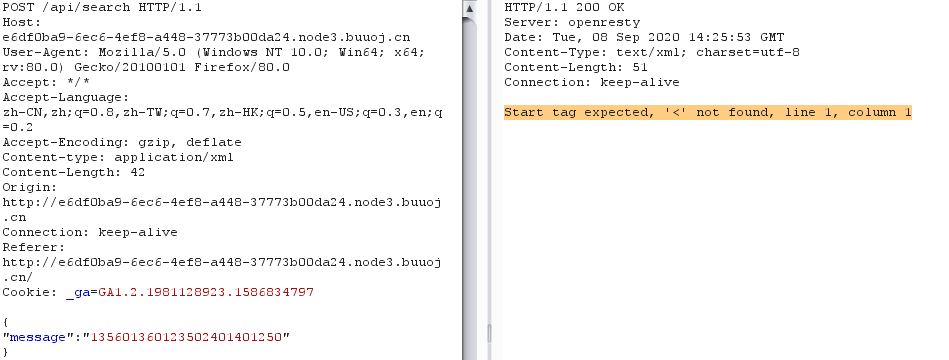 POST /api/search HTTP/1.1
Host:
e6df0ba9-6ec6-4ef8-a448-37773b00da24.node3.buuoj.cn
User-Agent: Mozilla/5.0 (Windows NT 10.0; Win64; x64;
rv:80.0) Gecko/20100101 Firefox/80.0
Accept: */*
Accept-Language:
zh-CN,zh;q=0.8,zh-TW;q=0.7,zh-HK;q=0.5,en-US;q=0.3,en;q
=0.2
Accept-Encoding: gzip, deflate
Content-type: application/xml
Content-Length: 42
Origin:
http://e6df0ba9-6ec6-4ef8-a448-37773b00da24.node3.buuoj
.cn
Connection: keep-alive
Referer:
http://e6df0ba9-6ec6-4ef8-a448-37773b00da24.node3.buuoj
.cn/
Cookie: _ga=GA1.2.1981128923.1586834797
{
"message":"135601360123502401401250"
}
HTTP/1.1 200 OK
Server: openresty
Date: Tue, 08 Sep 2020 14:25:53 GMT
Content-Type: text/xml; charset=utf-8
Content-Length: 51
Connection: keep-alive
Start tag expected, '<' not found, line 1, column 1